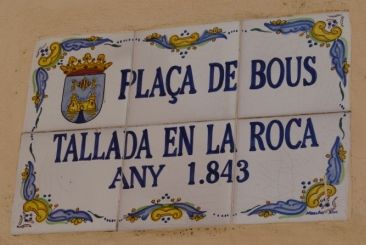 PLAÇA DE BOUS
TALLADA EN LA ROCA
ANY 1.843